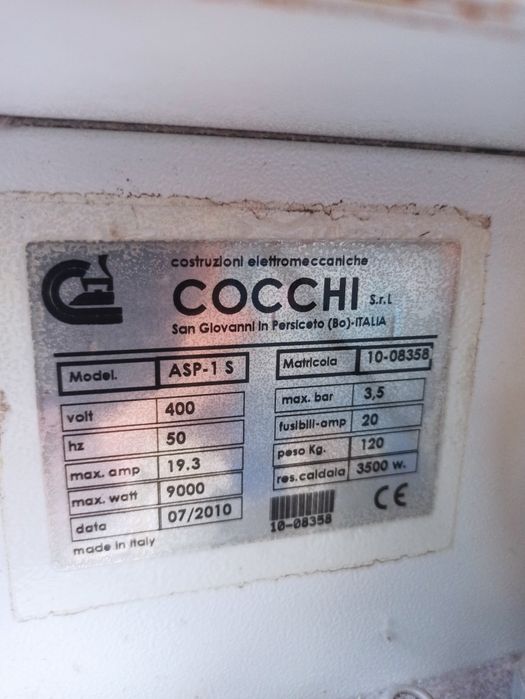 costruzioni elettromeccaniche
COCCHI S.r.l.
San Giovanni in Persiceto (Bo)-ITALIA
Model. ASP-1 S
volt 400
hz 50
max. amp 19.3
max. watt 9000
data 07/2010
made in Italy
Matricola 10-08358
max. bar 3,5
fusibili-amp 20
peso Kg. 120
res.caldaia 3500 w.
CE
10-08358